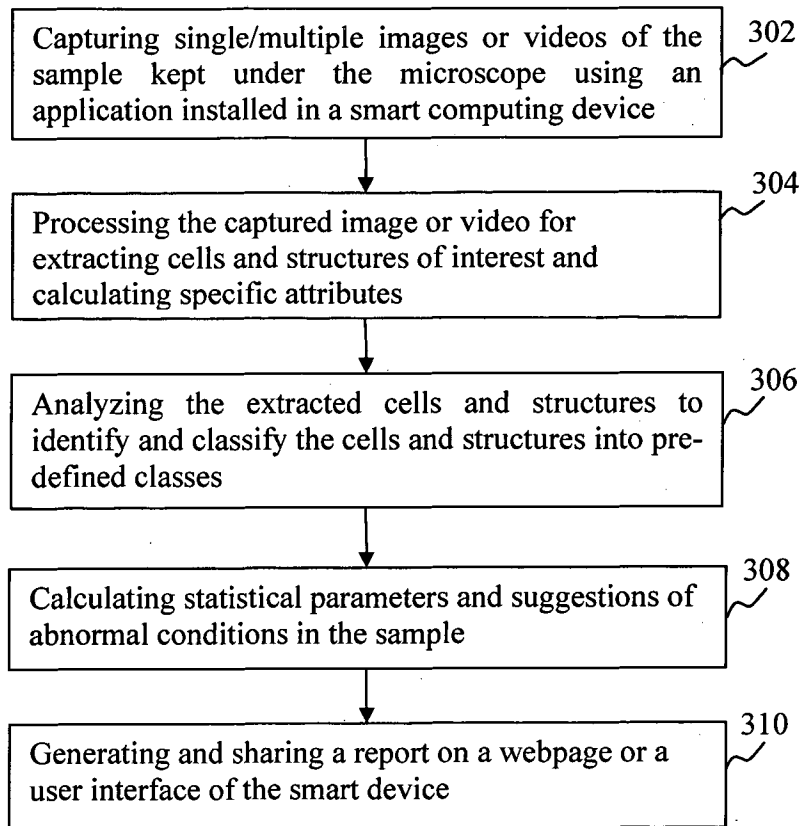 Capturing single/multiple images or videos of the
sample kept under the microscope using an
application installed in a smart computing device
302
Processing the captured image or video for
extracting cells and structures of interest and
calculating specific attributes
304
Analyzing the extracted cells and structures to
identify and classify the cells and structures into pre-
defined classes
306
Calculating statistical parameters and suggestions of
abnormal conditions in the sample
308
Generating and sharing a report on a webpage or a
user interface of the smart device
310